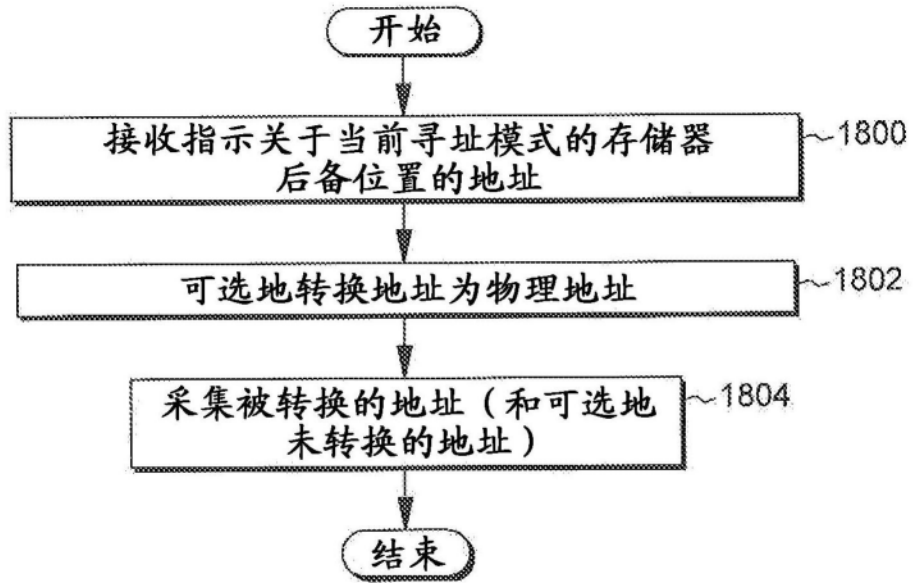 开始
接收指示关于当前寻址模式的存储器
后备位置的地址
1800
可选地转换地址为物理地址
1802
采集被转换的地址（和可选地
未转换的地址）
1804
结束